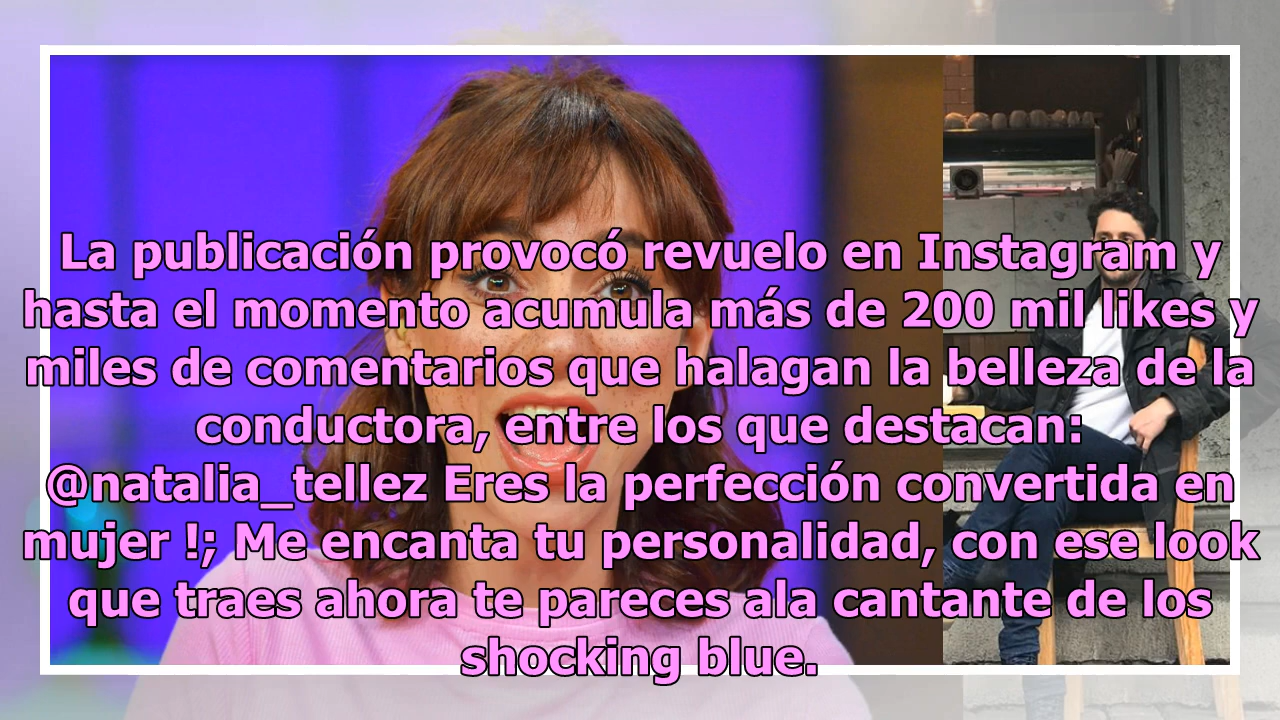 La publicación provocó revuelo en Instagram y
hasta el momento acumula más de 200 mil likes y
miles de comentarios que halagan la belleza de la
conductora, entre los que destacan:
@natalia_tellez Eres la perfección convertida en
mujer !; Me encanta tu personalidad, con ese look
que traes ahora te pareces ala cantante de los
shocking blue.